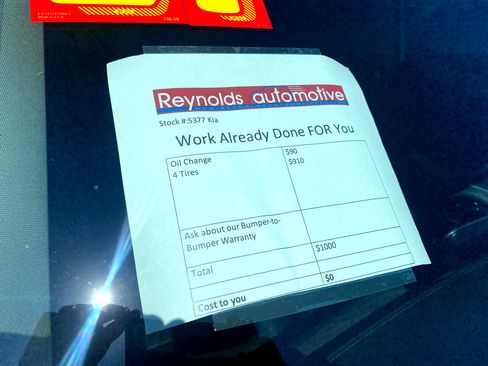 Reynolds automotive
Stock #:5377 Kia
Work Already Done FOR You
Oil Change $90
4 Tires $910
Ask about our Bumper-to-
Bumper Warranty
Total $1000
Cost to you $0